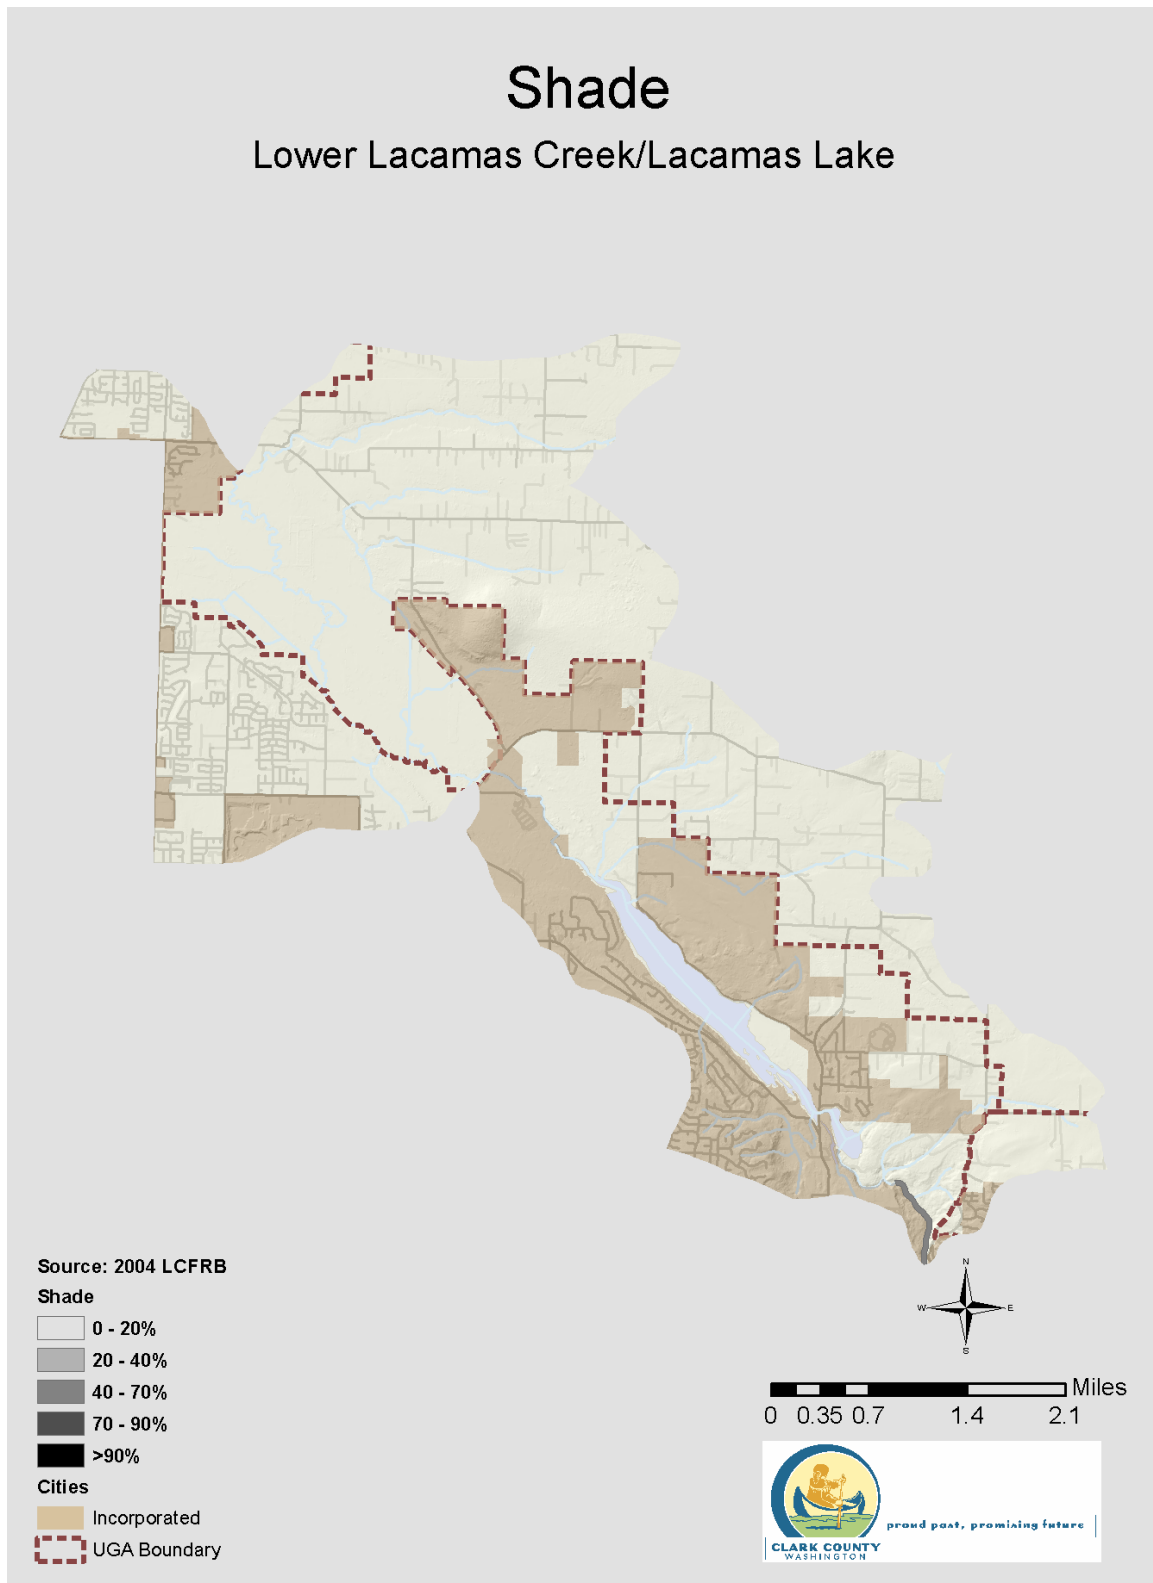 Shade
Lower Lacamas Creek/Lacamas Lake
Source: 2004 LCFRB
Shade
0 - 20%
20 - 40%
40 - 70%
70 - 90%
>90%
Cities
Incorporated
UGA Boundary
N
W E
S
Miles
0 0.35 0.7 1.4 2.1
proud past, promising future
CLARK COUNTY
WASHINGTON